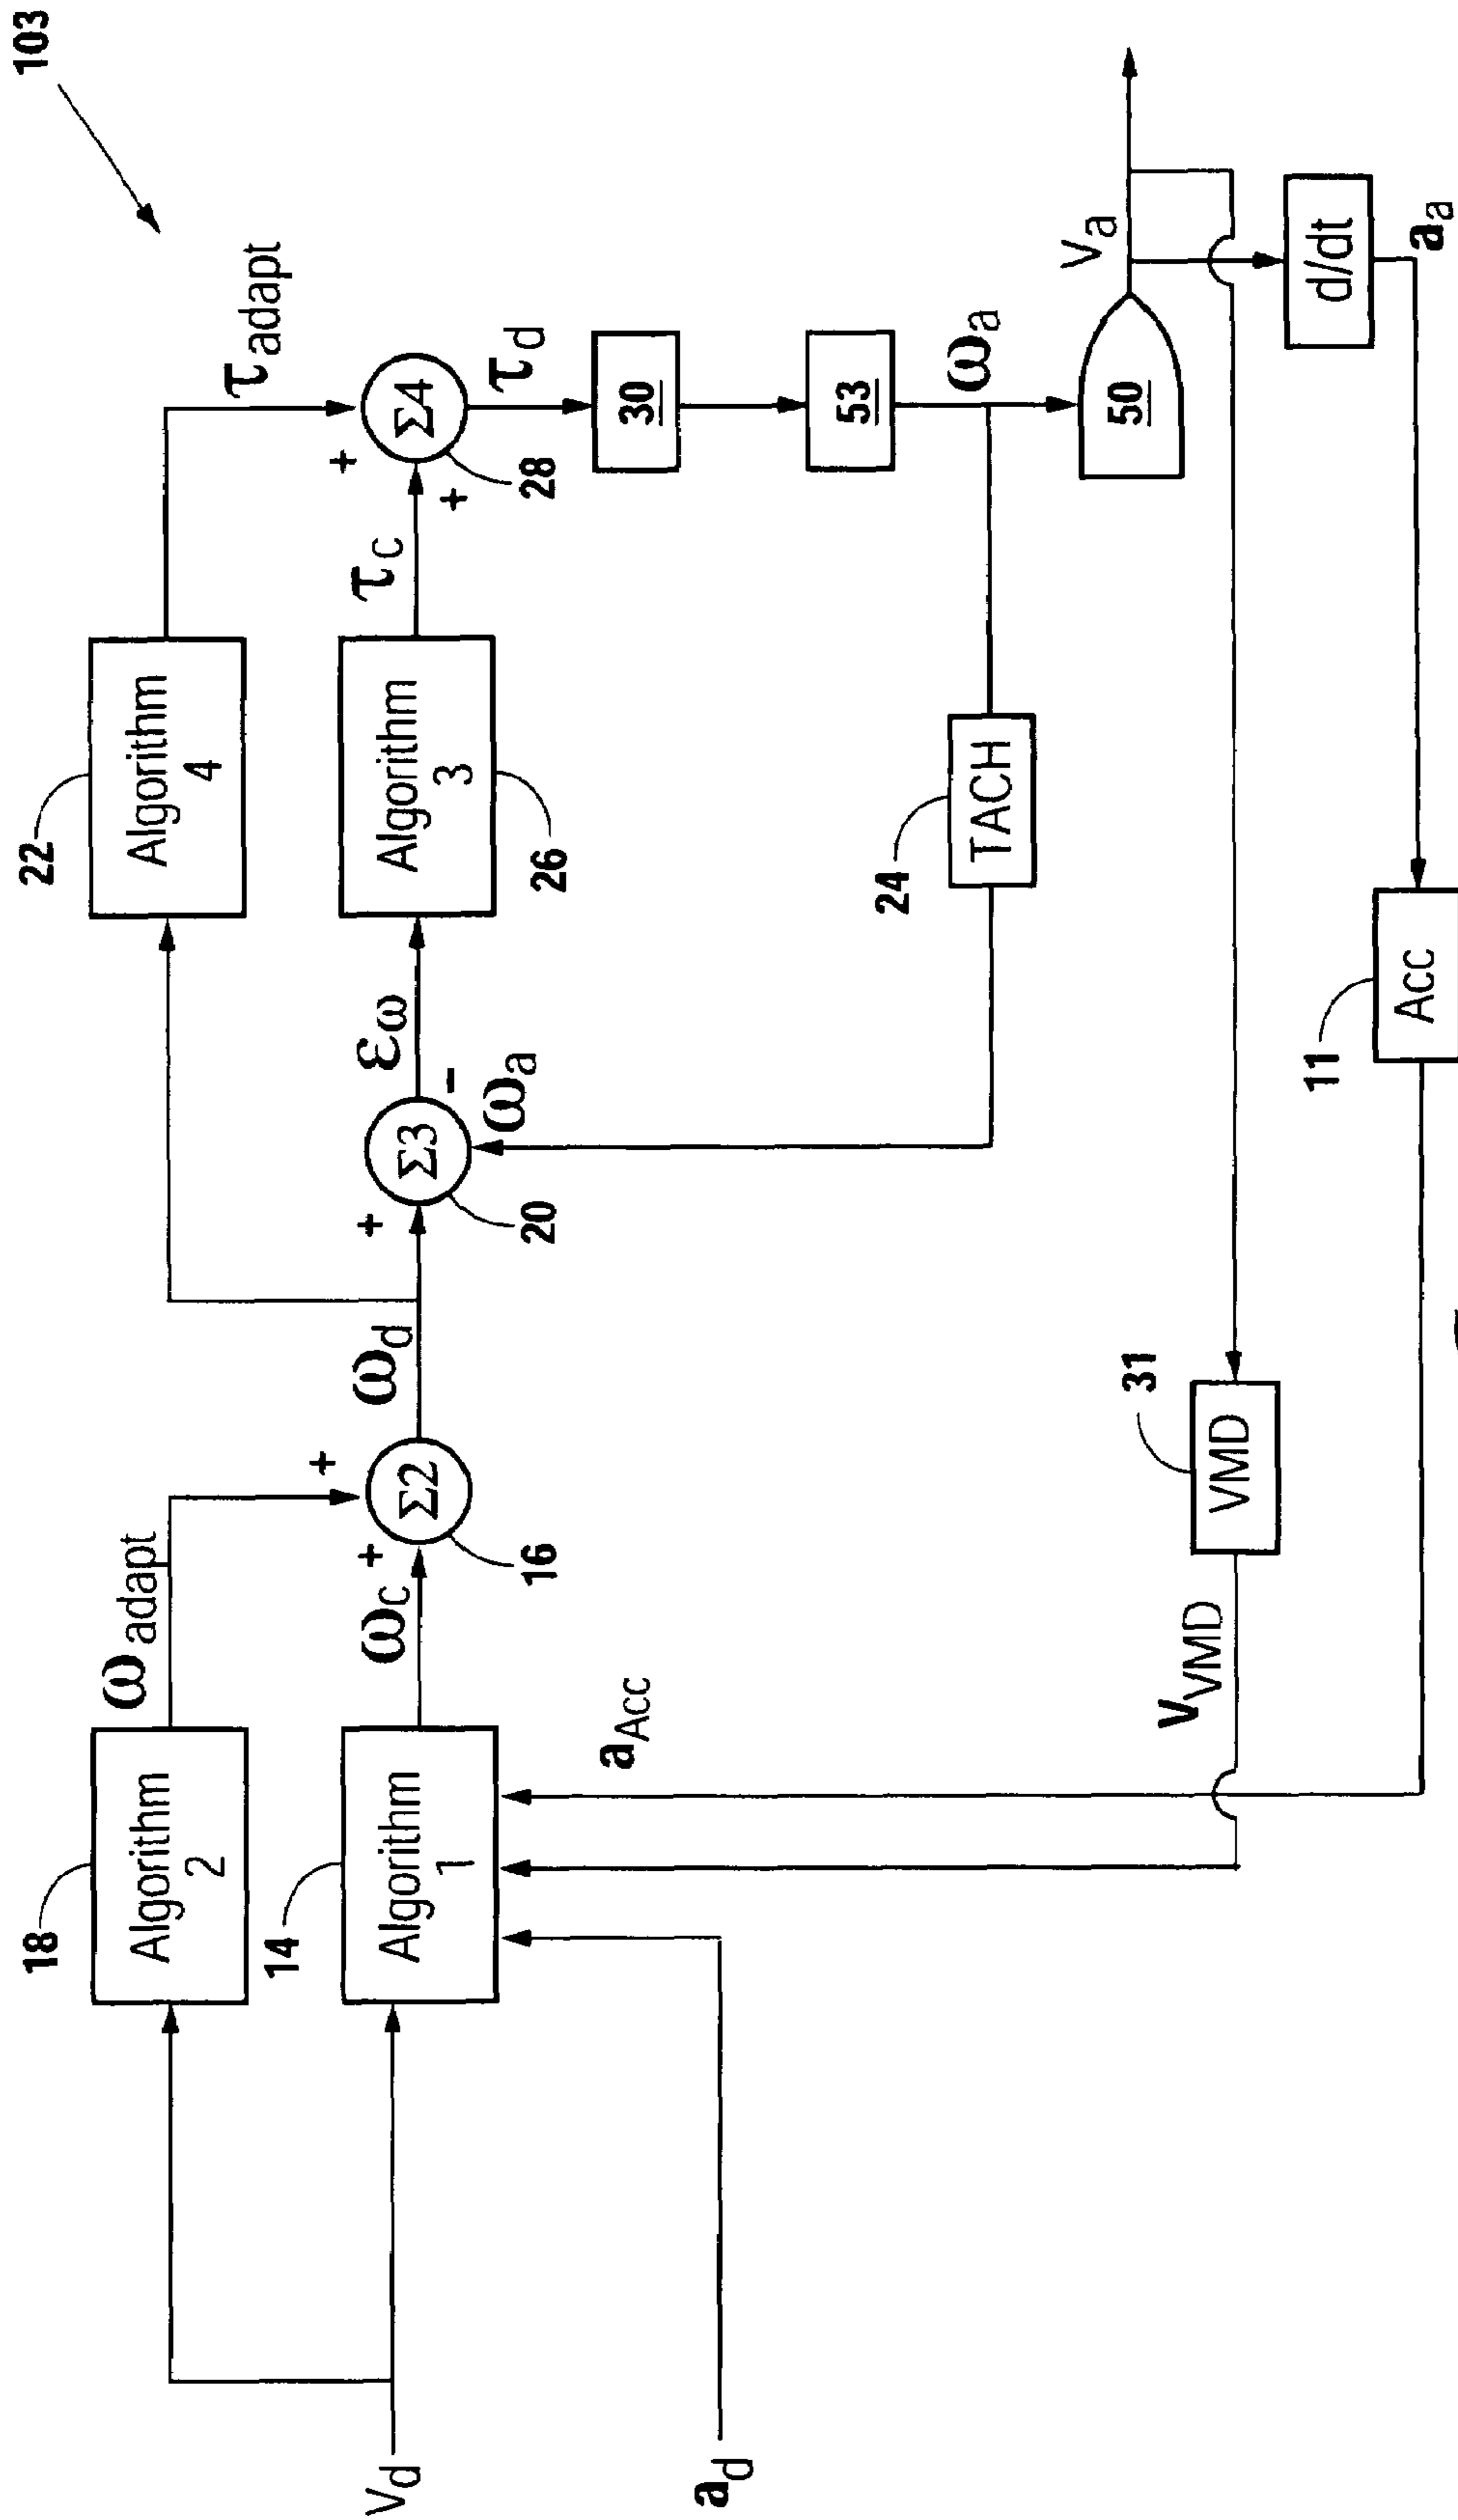 103
22
Algorithm
4
τadapt
18
Algorithm
2
ωadapt
+
14
Algorithm
1
ωc
+
Σ2
16
ωd
+
Σ3
20
-
ωa
εω
Algorithm
3
26
τc
+
+
Σ4
28
τd
30
53
ωa
50
va
d/dt
aa
24
TACH
vd
ad
aAcc
31
VMD
vVMD
11
Acc